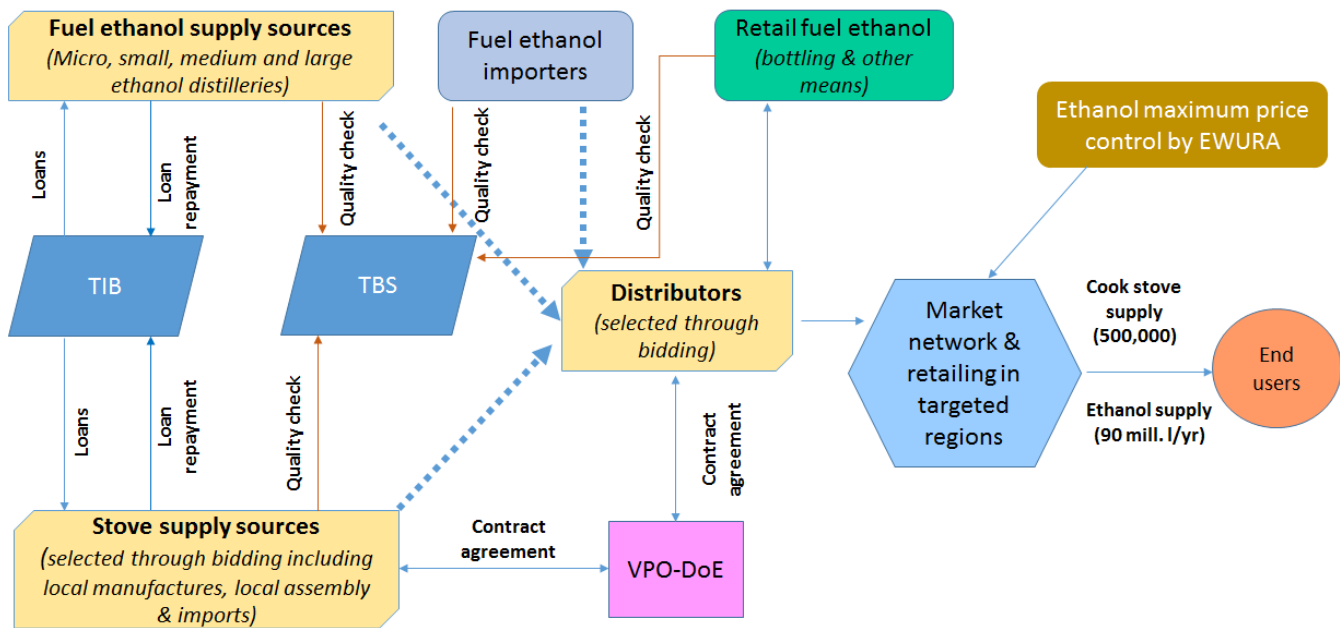 Fuel ethanol supply sources
(Micro, small, medium and large
ethanol distilleries)
Fuel ethanol
importers
Retail fuel ethanol
(bottling & other
means)
Ethanol maximum price
control by EWURA
Loans
Loan
repayment
Quality check
Quality check
Quality check
TIB
TBS
Distributors
(selected through
bidding)
Market
network &
retailing in
targeted
regions
Cook stove
supply
(500,000)
Ethanol supply
(90 mill. l/yr)
End
users
Loans
Loan
repayment
Quality check
Contract
agreement
Stove supply sources
(selected through bidding including
local manufactures, local assembly
& imports)
Contract
agreement
VPO-DoE